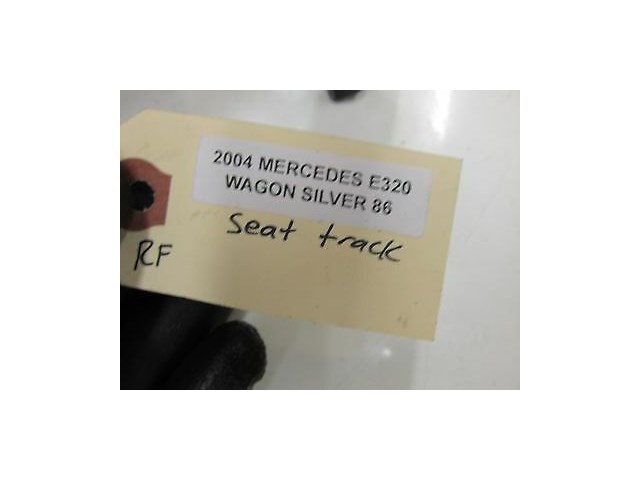 2004 MERCEDES E320
WAGON SILVER 86
Seat track
RF